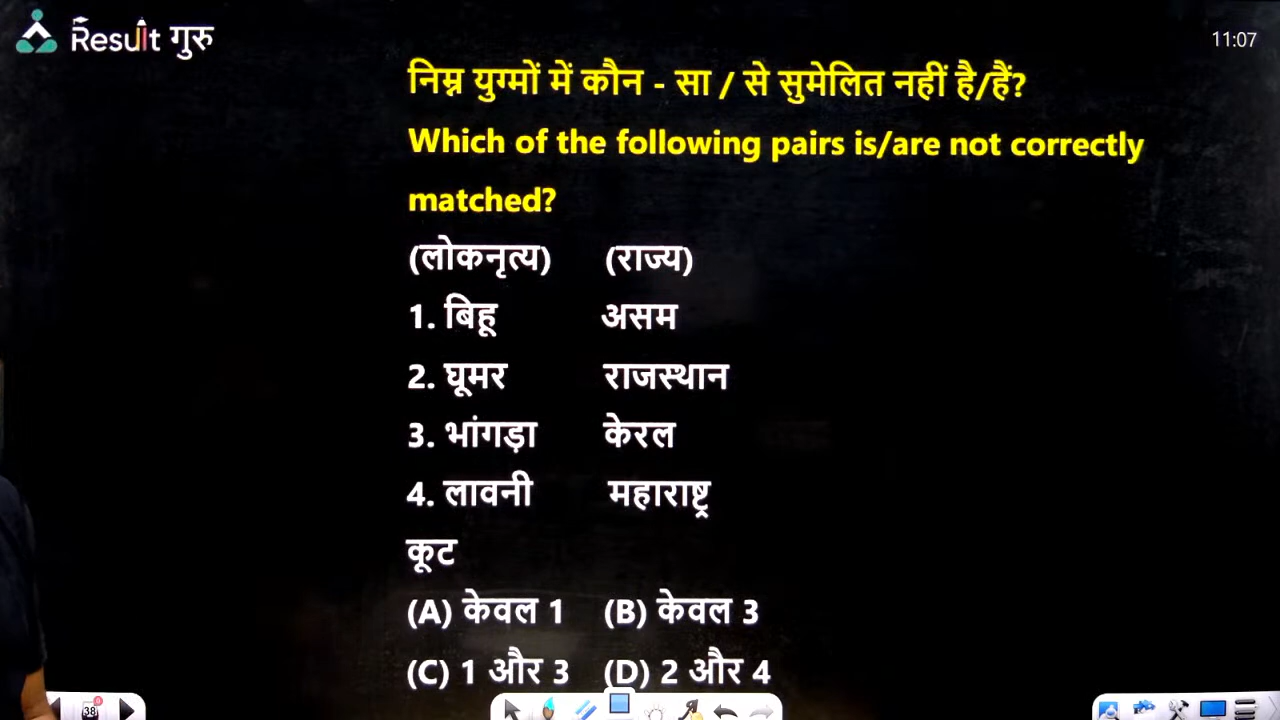 Result गुरु
11:07
निम्न युग्मों में कौन - सा / से सुमेलित नहीं है/हैं?
Which of the following pairs is/are not correctly
matched?
(लोकनृत्य) (राज्य)
1. बिहू असम
2. घूमर राजस्थान
3. भांगड़ा केरल
4. लावनी महाराष्ट्र
कूट
(A) केवल 1 (B) केवल 3
(C) 1 और 3 (D) 2 और 4
38